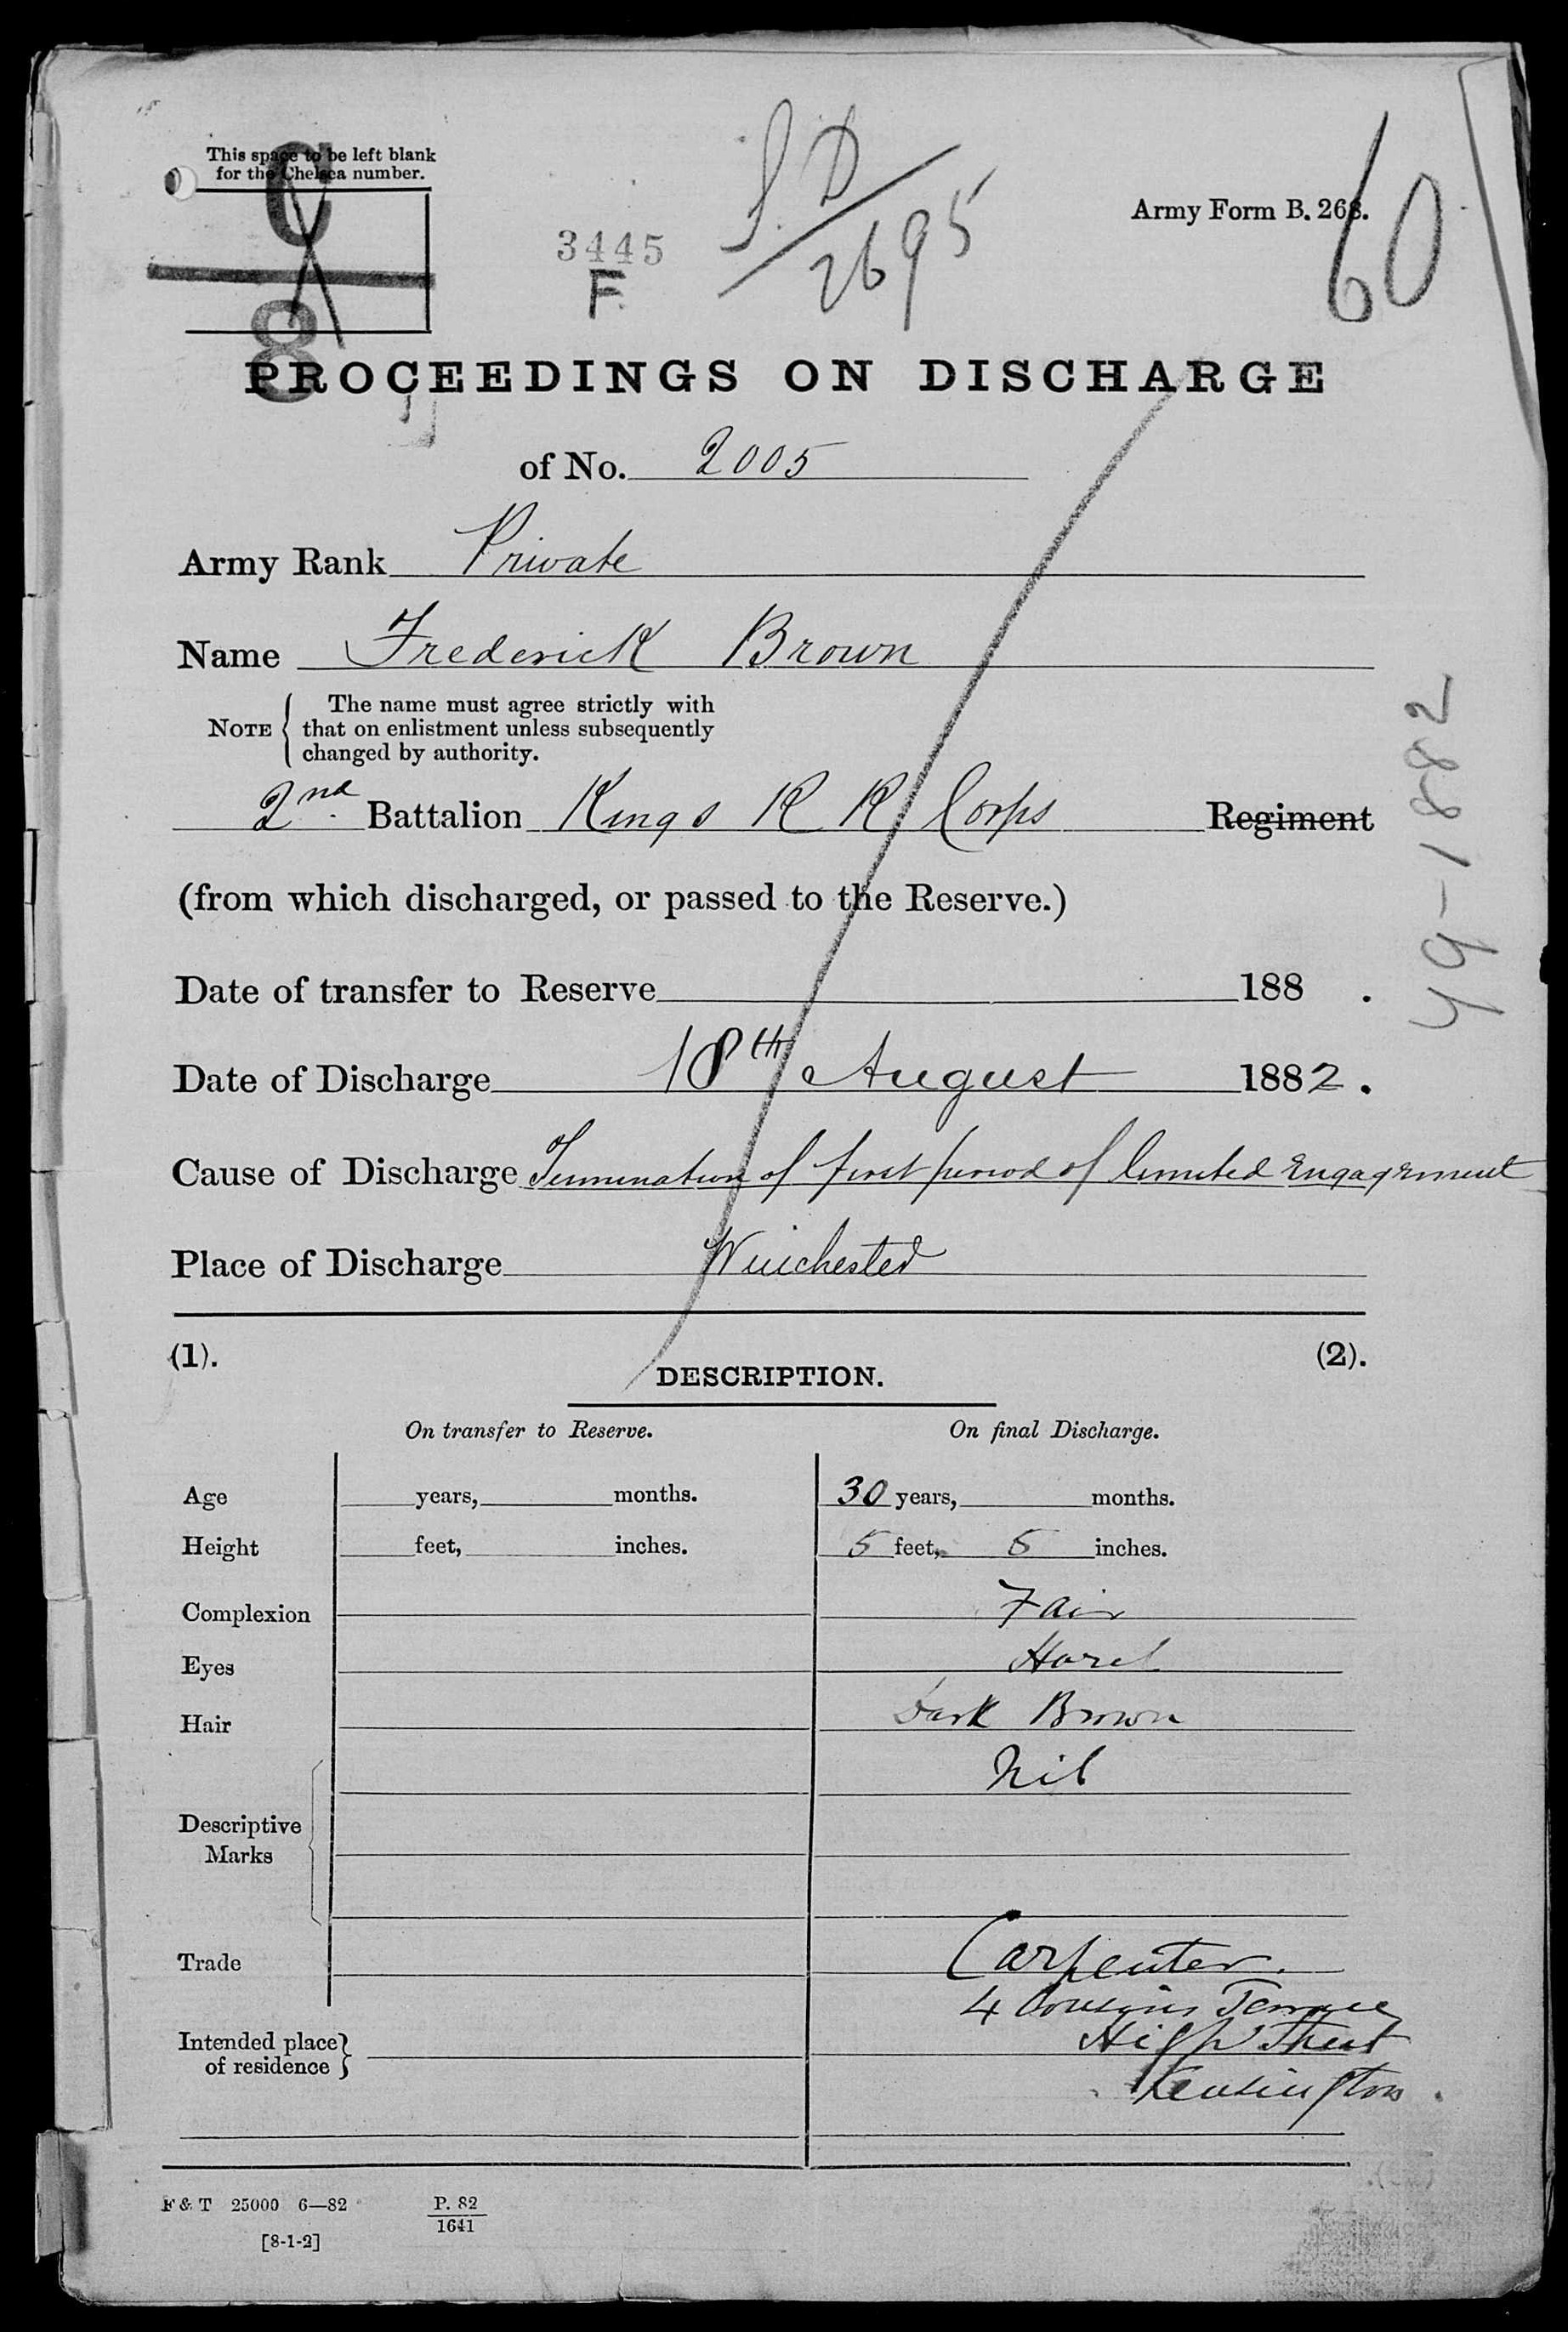 This space to be left blank
for the Chelsea number.
C
8
3445
F.
S.D
2695
Army Form B. 268.
60
PROCEEDINGS ON DISCHARGE
of No. 2005
Army Rank Private
Name Frederick Brown
NOTE { The name must agree strictly with
that on enlistment unless subsequently
changed by authority.
2nd Battalion Kings R R Corps Regiment
(from which discharged, or passed to the Reserve.)
49-1882
Date of transfer to Reserve 188 .
Date of Discharge 18th August 1882.
Cause of Discharge Termination of first period of limited Engagement
Place of Discharge Winchester
(1). (2).
DESCRIPTION.
On transfer to Reserve. On final Discharge.
Age years, months. 30 years, months.
Height feet, inches. 5 feet, 5 inches.
Complexion Fair
Eyes Hazel
Hair Dark Brown
Nil
Descriptive
Marks
Trade Carpenter.
4 Terrace
Intended place High Street
of residence } Kensington.
F & T 25000 6—82 P. 82
1641
[8-1-2]